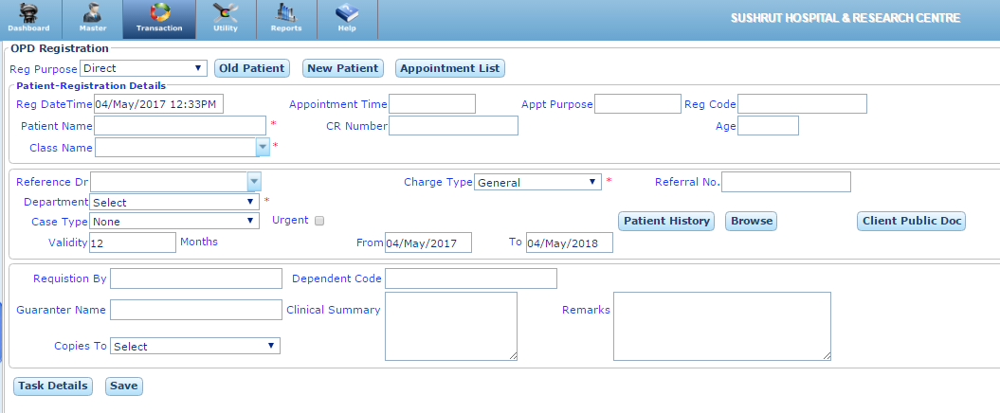 SUSHRUT HOSPITAL & RESEARCH CENTRE
Dashboard Master Transaction Utility Reports Help
OPD Registration
Reg Purpose Direct Old Patient New Patient Appointment List
Patient-Registration Details
Reg DateTime 04/May/2017 12:33PM Appointment Time Appt Purpose Reg Code
Patient Name * CR Number Age
Class Name *
Reference Dr Charge Type General * Referral No.
Department Select *
Case Type None Urgent Patient History Browse Client Public Doc
Validity 12 Months From 04/May/2017 To 04/May/2018
Requistion By Dependent Code
Guaranter Name Clinical Summary Remarks
Copies To Select
Task Details Save